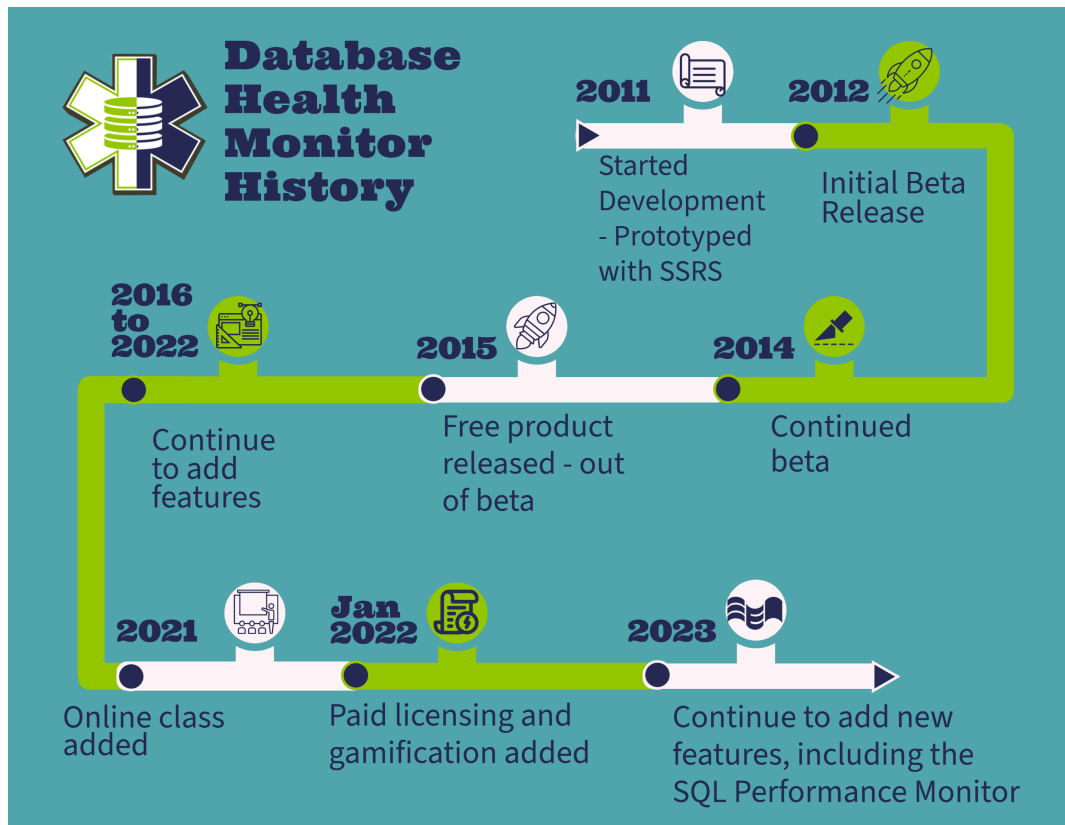 Database
Health
Monitor
History
2011
Started
Development
- Prototyped
with SSRS
2012
Initial Beta
Release
2014
Continued
beta
2015
Free product
released - out
of beta
2016
to
2022
Continue
to add
features
2021
Online class
added
Jan
2022
Paid licensing and
gamification added
2023
Continue to add new
features, including the
SQL Performance Monitor